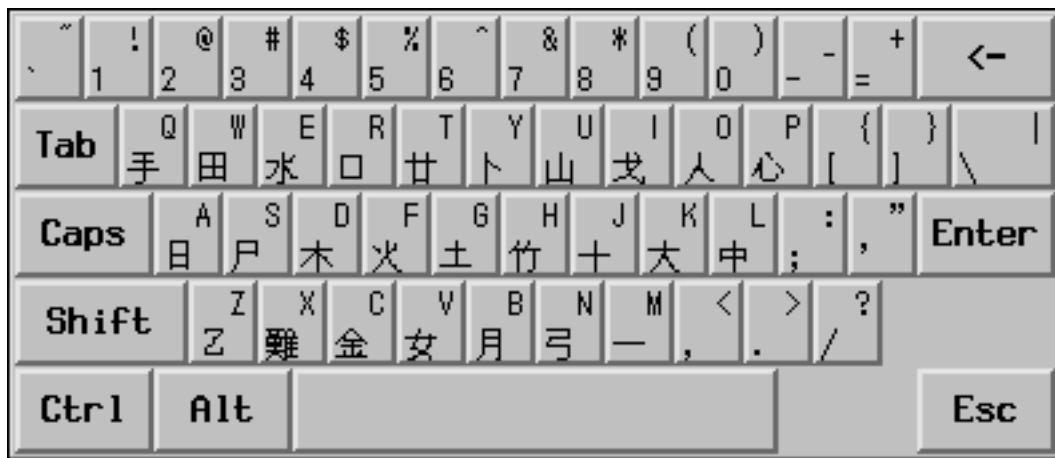 ~ ! @ # $ % ^ & * ( ) _ +
` 1 2 3 4 5 6 7 8 9 0 - = <-
Tab Q W E R T Y U I O P { } |
手 田 水 口 廿 卜 山 戈 人 心 [ ] \
Caps A S D F G H J K L : " Enter
日 尸 木 火 土 竹 十 大 中 ; '
Shift Z X C V B N M < > ?
Z 難 金 女 月 弓 一 , . /
Ctrl Alt Esc